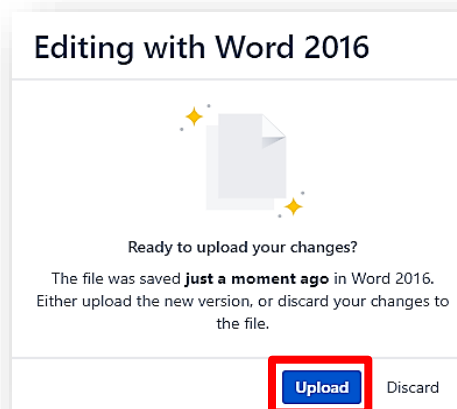 Editing with Word 2016
Ready to upload your changes?
The file was saved just a moment ago in Word 2016.
Either upload the new version, or discard your changes to
the file.
Upload Discard